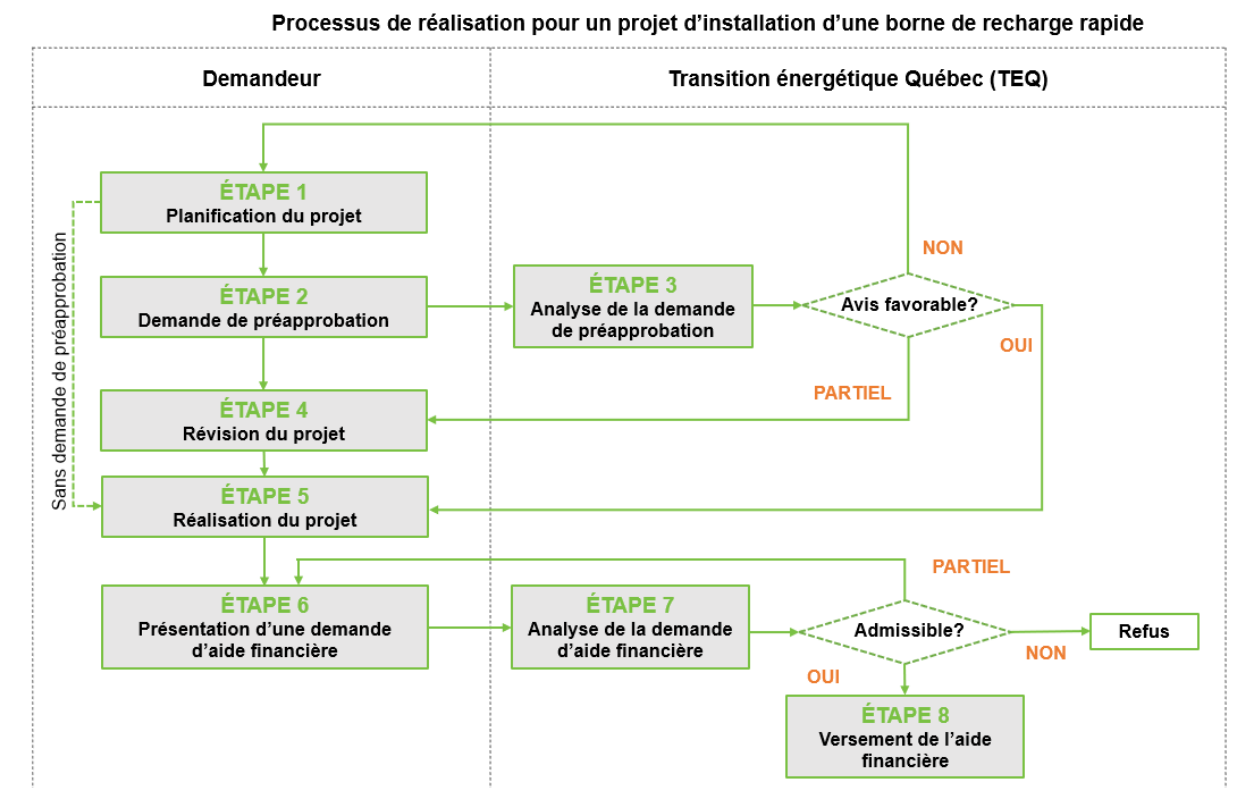 Processus de réalisation pour un projet d'installation d'une borne de recharge rapide
Demandeur
Transition énergétique Québec (TEQ)
Sans demande de préapprobation
ÉTAPE 1
Planification du projet
NON
ÉTAPE 2
Demande de préapprobation
ÉTAPE 3
Analyse de la demande
de préapprobation
Avis favorable?
OUI
PARTIEL
ÉTAPE 4
Révision du projet
ÉTAPE 5
Réalisation du projet
PARTIEL
ÉTAPE 6
Présentation d'une demande
d'aide financière
ÉTAPE 7
Analyse de la demande
d'aide financière
Admissible?
Refus
NON
OUI
ÉTAPE 8
Versement de l'aide
financière